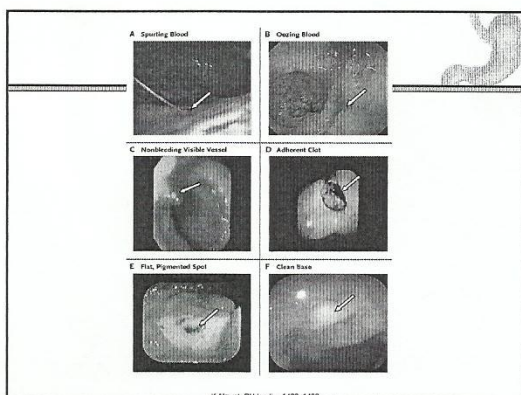 A Spurting Blood
B Oozing Blood
C Nonbleeding Visible Vessel
D Adherent Clot
E Flat, Pigmented Spot
F Clean Base